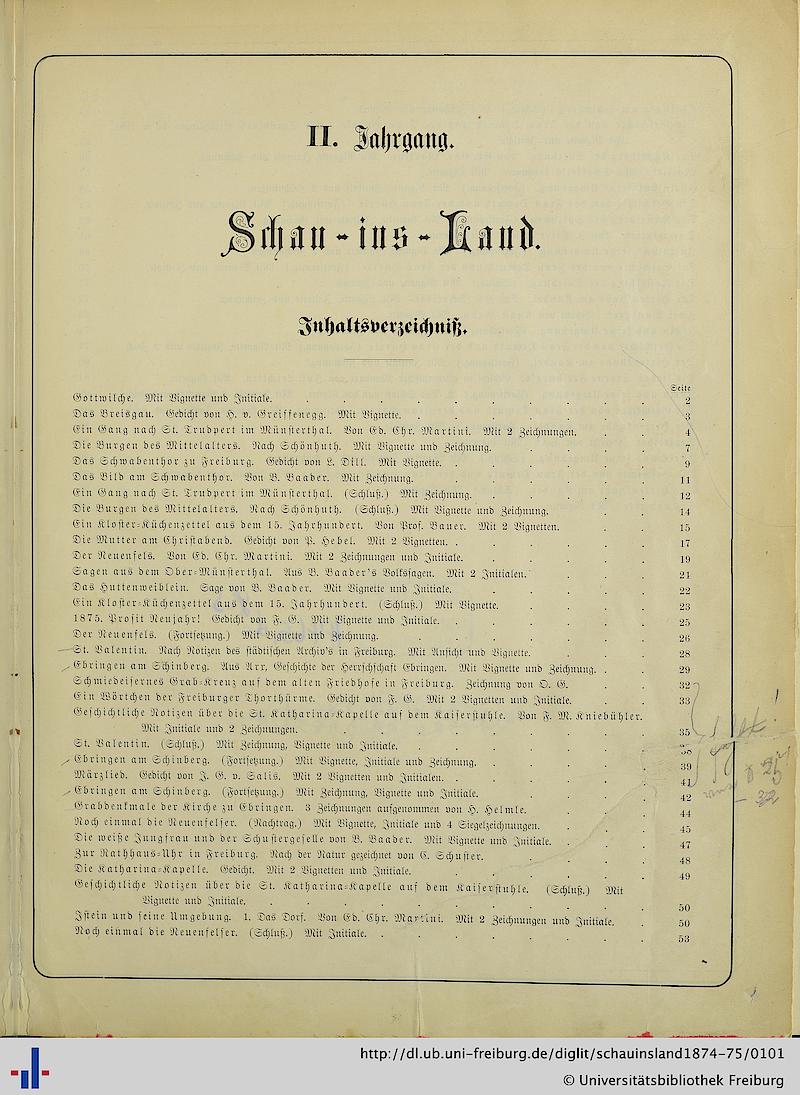 II. Jahrgang.
Schau-ins-Land.
Inhaltsverzeichniß.
Seite
Gottwilche. Mit Vignette und Initiale. 2
Das Breisgau. Gedicht von H. v. Greiffenegg. Mit Vignette. 3
Ein Gang nach St. Trudpert im Münsterthal. Von Ed. Chr. Martini. Mit 2 Zeichnungen. 4
Die Burgen des Mittelalters. Nach Schönhuth. Mit Vignette und Zeichnung. 7
Das Schwabenthor zu Freiburg. Gedicht von L. Dill. Mit Vignette. 9
Das Bild am Schwabenthor. Von B. Baader. Mit Zeichnung. 11
Ein Gang nach St. Trudpert im Münsterthal. (Schluß.) Mit Zeichnung. 12
Die Burgen des Mittelalters. Nach Schönhuth. (Schluß.) Mit Vignette und Zeichnung. 14
Ein Kloster-Küchenzettel aus dem 15. Jahrhundert. Von Prof. Bauer. Mit 2 Vignetten. 15
Die Mutter am Christabend. Gedicht von P. Hebel. Mit 2 Vignetten. 17
Der Neuenfels. Von Ed. Chr. Martini. Mit 2 Zeichnungen und Initiale. 19
Sagen aus dem Ober-Münsterthal. Aus B. Baader's Volkssagen. Mit 2 Initialen. 21
Das Huttenweiblein. Sage von B. Baader. Mit Vignette und Initiale. 22
Ein Kloster-Küchenzettel aus dem 15. Jahrhundert. (Schluß.) Mit Vignette. 23
1875. Prosit Neujahr! Gedicht von F. G. Mit Vignette und Initiale. 25
Der Neuenfels. (Fortsetzung.) Mit Vignette und Zeichnung. 26
St. Valentin. Nach Notizen des städtischen Archiv's in Freiburg. Mit Ansicht und Vignette. 28
Ebringen am Schinberg. Aus Arr, Geschichte der Herrschschaft Ebringen. Mit Vignette und Zeichnung. 29
Schmiedeisernes Grab-Kreuz auf dem alten Friedhofe in Freiburg. Zeichnung von O. G. 32
Ein Wörtchen der Freiburger Thorthürme. Gedicht von F. G. Mit 2 Vignetten und Initiale. 33
Geschichtliche Notizen über die St. Katharina-Kapelle auf dem Kaiserstuhle. Von F. M. Kniebühler.
Mit Initiale und 2 Zeichnungen. 35
St. Valentin. (Schluß.) Mit Zeichnung, Vignette und Initiale. 38
Ebringen am Schinberg. (Fortsetzung.) Mit Vignette, Initiale und Zeichnung. 39
Märzlied. Gedicht von J. G. v. Salis. Mit 2 Vignetten und Initialen. 41
Ebringen am Schinberg. (Fortsetzung.) Mit Zeichnung, Vignette und Initiale. 42
Grabdenkmale der Kirche zu Ebringen. 3 Zeichnungen aufgenommen von H. Helmle. 44
Noch einmal die Neuenfelser. (Nachtrag.) Mit Vignette, Initiale und 4 Siegelzeichnungen. 45
Die weiße Jungfrau und der Schustergeselle von B. Baader. Mit Vignette und Initiale. 47
Zur Rathhaus-Uhr in Freiburg. Nach der Natur gezeichnet von C. Schuster. 48
Die Katharina-Kapelle. Gedicht. Mit 2 Vignetten und Initiale. 49
Geschichtliche Notizen über die St. Katharina-Kapelle auf dem Kaiserstuhle. (Schluß.) Mit
Vignette und Initiale. 50
Istein und seine Umgebung. 1. Das Dorf. Von Ed. Chr. Martini. Mit 2 Zeichnungen und Initiale. 50
Noch einmal die Neuenfelser. (Schluß.) Mit Initiale. 53
http://dl.ub.uni-freiburg.de/diglit/schauinsland1874-75/0101
© Universitätsbibliothek Freiburg